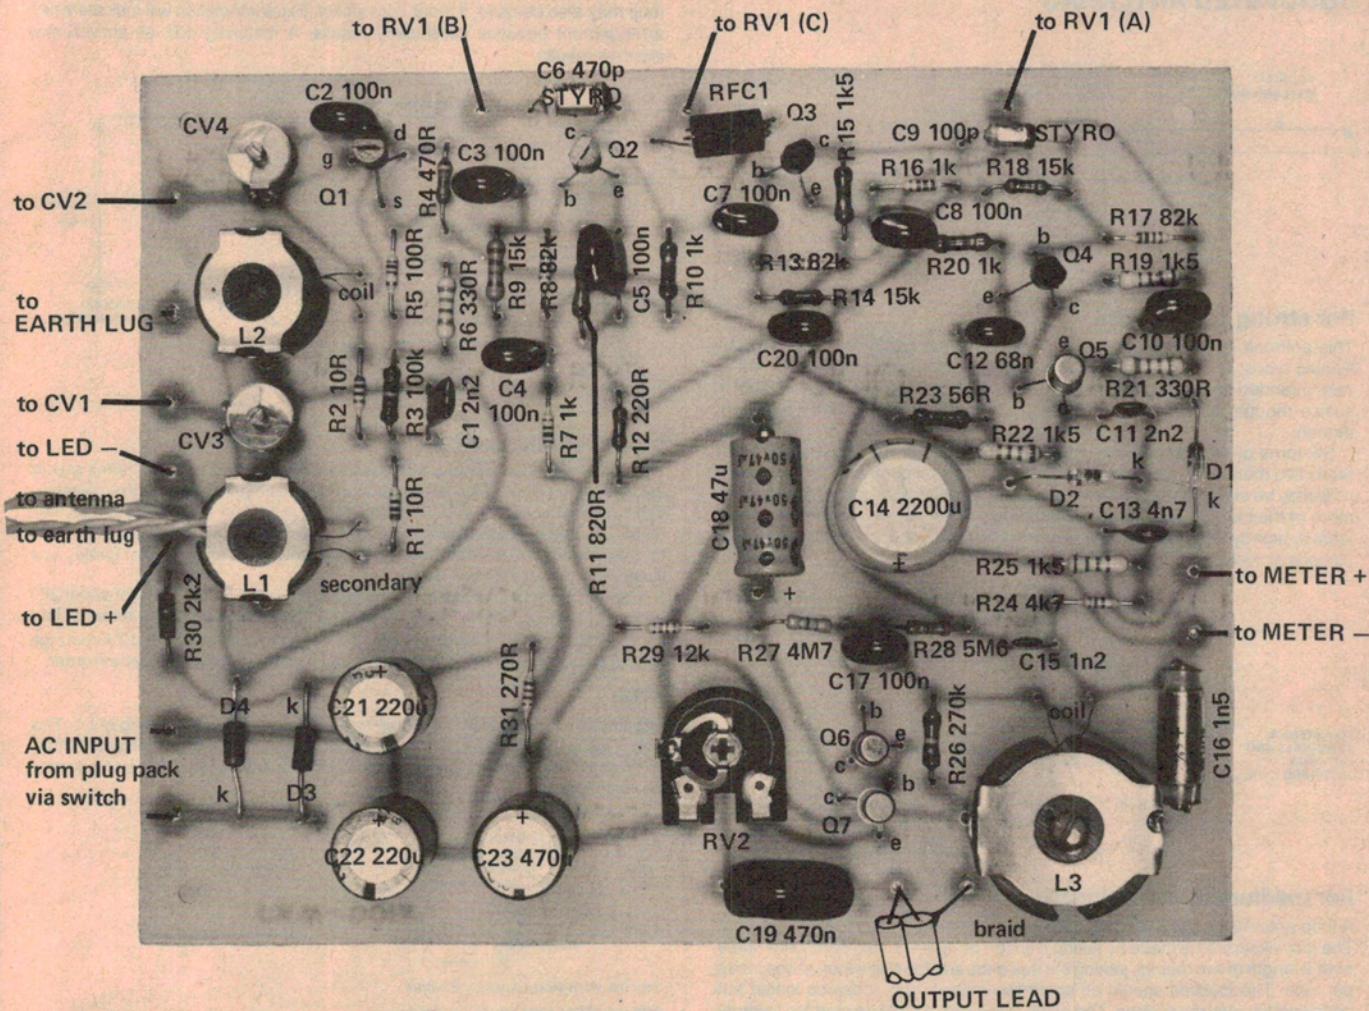 to RV1 (B)
to RV1 (C)
to RV1 (A)
C6 470p
STYRO
C2 100n
RFC1
Q3
R15 1k5
CV4
d
g
c
Q2
c
C9 100p
STYRO
R4 470R
C3 100n
b
R16 1k
R18 15k
Q1
s
b
e
e
C7 100n
to CV2
C8 100n
R17 82k
b
Q4
R5 100R
R9 15k
R8 82k
C5 100n
R10 1k
R13 82k
R20 1k
R19 1k5
coil
R6 330R
e
c
R14 15k
to
EARTH LUG
L2
C20 100n
C12 68n
e
Q5
C10 100n
R2 10R
R3 100k
C1 2n2
C4
100n
R21 330R
b
c
to CV1
R23 56R
CV3
R7 1k
R12 220R
R22 1k5
C11 2n2
to LED −
k
D1
k
D2
to antenna
C18 47u
50v47uf
50v47uf
50v47uf
C14 2200u
C13 4n7
to earth lug
R1 10R
R11 820R
R25 1k5
to METER +
L1
secondary
+
+
R24 4k7
to LED +
R30 2k2
to METER −
R29 12k
R27 4M7
R28 5M6
C15 1n2
C17 100n
R31 270R
+
D4
k
C21 220u
b
coil
C16 1n5
AC INPUT
from plug pack
via switch
Q6
e
c
R26 270k
b
k
D3
c
Q7
e
+
+
RV2
C22 220u
C23 470u
L3
C19 470n
braid
OUTPUT LEAD